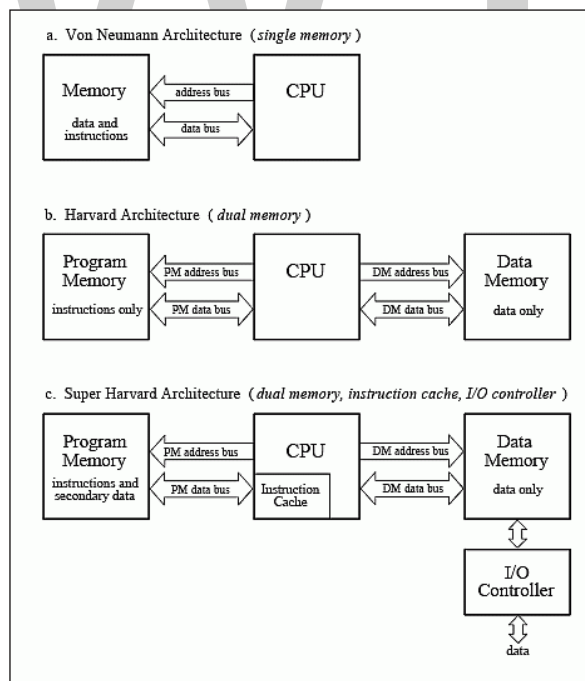 a. Von Neumann Architecture ( single memory )
Memory
data and
instructions
address bus
data bus
CPU
b. Harvard Architecture ( dual memory )
Program
Memory
instructions only
PM address bus
PM data bus
CPU
DM address bus
DM data bus
Data
Memory
data only
c. Super Harvard Architecture ( dual memory, instruction cache, I/O controller )
Program
Memory
instructions and
secondary data
PM address bus
PM data bus
CPU
Instruction
Cache
DM address bus
DM data bus
Data
Memory
data only
I/O
Controller
data